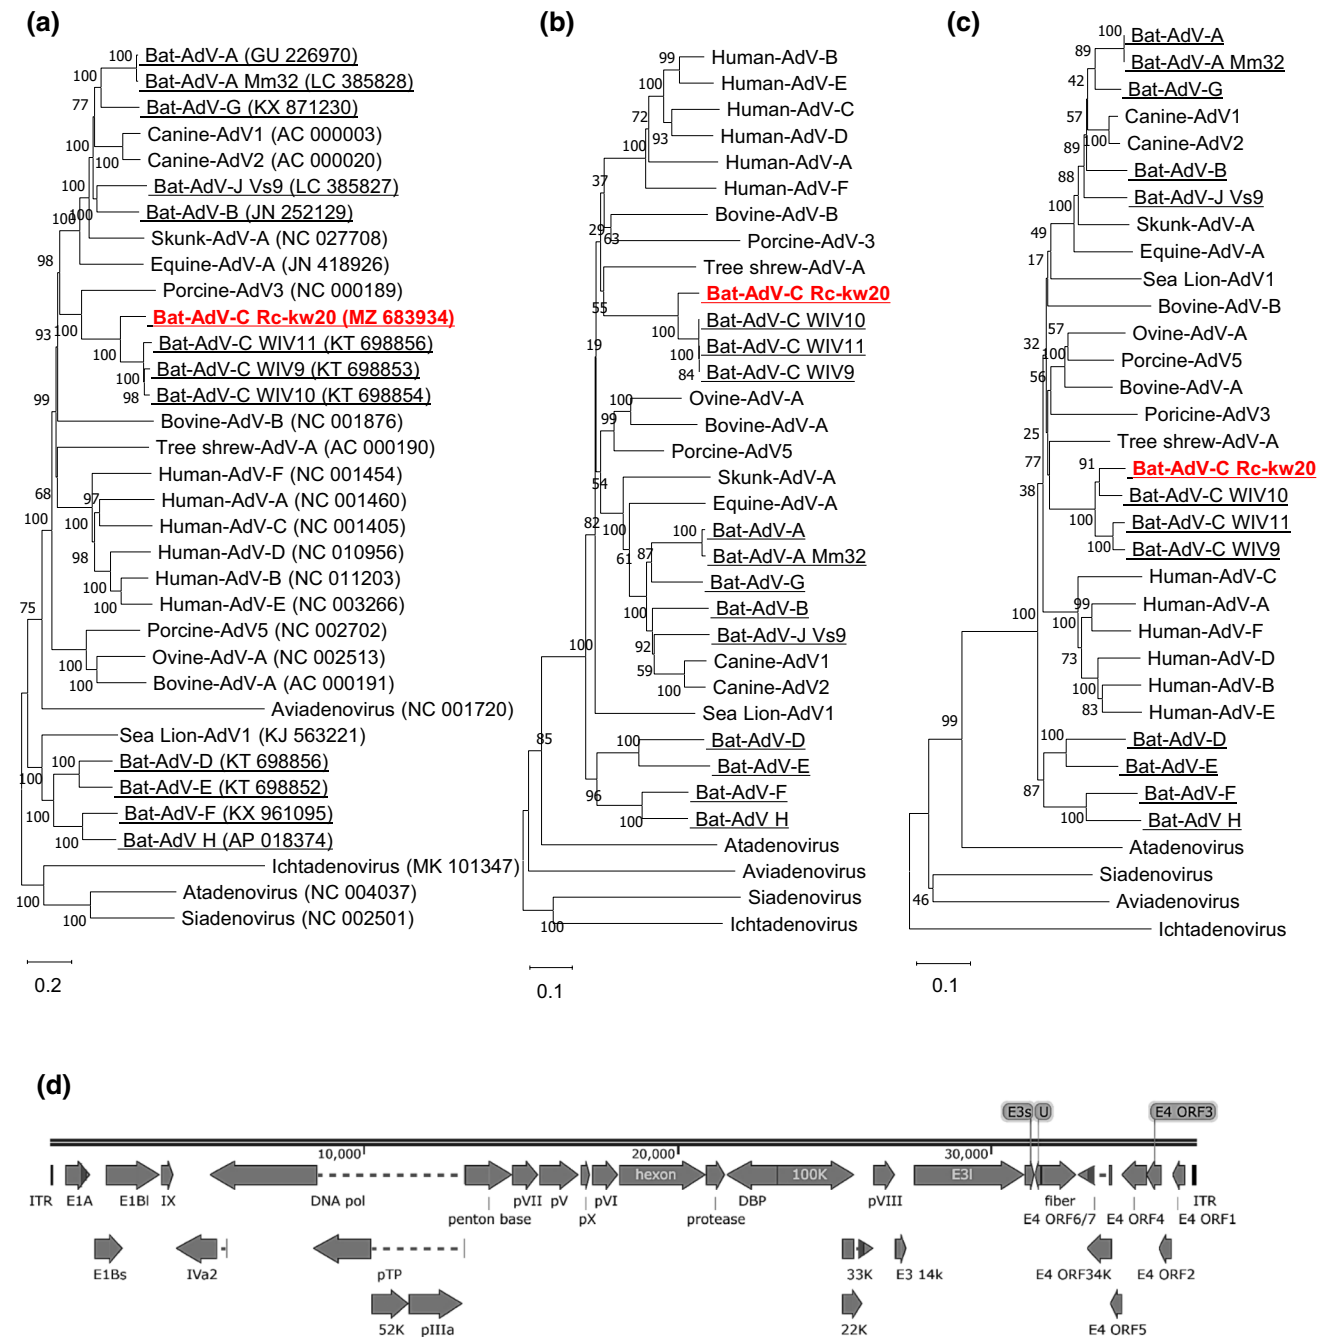 (a)
100
Bat-AdV-A (GU 226970)
100
Bat-AdV-A Mm32 (LC 385828)
77
Bat-AdV-G (KX 871230)
Canine-AdV1 (AC 000003)
100
100
Canine-AdV2 (AC 000020)
100
Bat-AdV-J Vs9 (LC 385827)
100
100
Bat-AdV-B (JN 252129)
Skunk-AdV-A (NC 027708)
98
Equine-AdV-A (JN 418926)
Porcine-AdV3 (NC 000189)
93
100
Bat-AdV-C Rc-kw20 (MZ 683934)
100
Bat-AdV-C WIV11 (KT 698856)
100
Bat-AdV-C WIV9 (KT 698853)
98
Bat-AdV-C WIV10 (KT 698854)
99
Bovine-AdV-B (NC 001876)
Tree shrew-AdV-A (AC 000190)
Human-AdV-F (NC 001454)
68
97
Human-AdV-A (NC 001460)
100
100
Human-AdV-C (NC 001405)
98
Human-AdV-D (NC 010956)
100
Human-AdV-B (NC 011203)
100
Human-AdV-E (NC 003266)
75
Porcine-AdV5 (NC 002702)
100
Ovine-AdV-A (NC 002513)
100
Bovine-AdV-A (AC 000191)
Aviadenovirus (NC 001720)
Sea Lion-AdV1 (KJ 563221)
100
100
Bat-AdV-D (KT 698856)
100
Bat-AdV-E (KT 698852)
100
Bat-AdV-F (KX 961095)
100
Bat-AdV H (AP 018374)
Ichtadenovirus (MK 101347)
100
Atadenovirus (NC 004037)
100
Siadenovirus (NC 002501)
0.2
(b)
99
Human-AdV-B
100
Human-AdV-E
72
Human-AdV-C
93
Human-AdV-D
100
Human-AdV-A
37
Human-AdV-F
Bovine-AdV-B
29
63
Porcine-AdV-3
Tree shrew-AdV-A
55
Bat-AdV-C Rc-kw20
100
Bat-AdV-C WIV10
19
100
Bat-AdV-C WIV11
84
Bat-AdV-C WIV9
100
Ovine-AdV-A
99
Bovine-AdV-A
Porcine-AdV5
54
Skunk-AdV-A
Equine-AdV-A
82
100
100
Bat-AdV-A
61
87
Bat-AdV-A Mm32
Bat-AdV-G
100
Bat-AdV-B
92
Bat-AdV-J Vs9
100
59
Canine-AdV1
100
Canine-AdV2
Sea Lion-AdV1
85
100
Bat-AdV-D
Bat-AdV-E
96
Bat-AdV-F
100
Bat-AdV H
Atadenovirus
Aviadenovirus
Siadenovirus
100
Ichtadenovirus
0.1
(c)
100
Bat-AdV-A
89
Bat-AdV-A Mm32
42
Bat-AdV-G
57
Canine-AdV1
100
Canine-AdV2
89
88
Bat-AdV-B
100
Bat-AdV-J Vs9
49
Skunk-AdV-A
17
Equine-AdV-A
Sea Lion-AdV1
Bovine-AdV-B
57
Ovine-AdV-A
32
100
Porcine-AdV5
56
Bovine-AdV-A
Poricine-AdV3
25
Tree shrew-AdV-A
77
91
Bat-AdV-C Rc-kw20
38
Bat-AdV-C WIV10
100
Bat-AdV-C WIV11
100
Bat-AdV-C WIV9
Human-AdV-C
100
99
Human-AdV-A
100
Human-AdV-F
73
Human-AdV-D
100
Human-AdV-B
83
Human-AdV-E
99
100
Bat-AdV-D
Bat-AdV-E
87
Bat-AdV-F
100
Bat-AdV H
Atadenovirus
Siadenovirus
46
Aviadenovirus
Ichtadenovirus
0.1
(d)
E3s U E4 ORF3
10,000 20,000 30,000
hexon 100K E3l
ITR E1A E1Bl IX DNA pol pVII pV pVI DBP pVIII fiber ITR
penton base pX protease E4 ORF6/7 E4 ORF4 E4 ORF1
E1Bs IVa2 pTP 33K E3 14k E4 ORF34K E4 ORF2
52K pIIIa 22K E4 ORF5